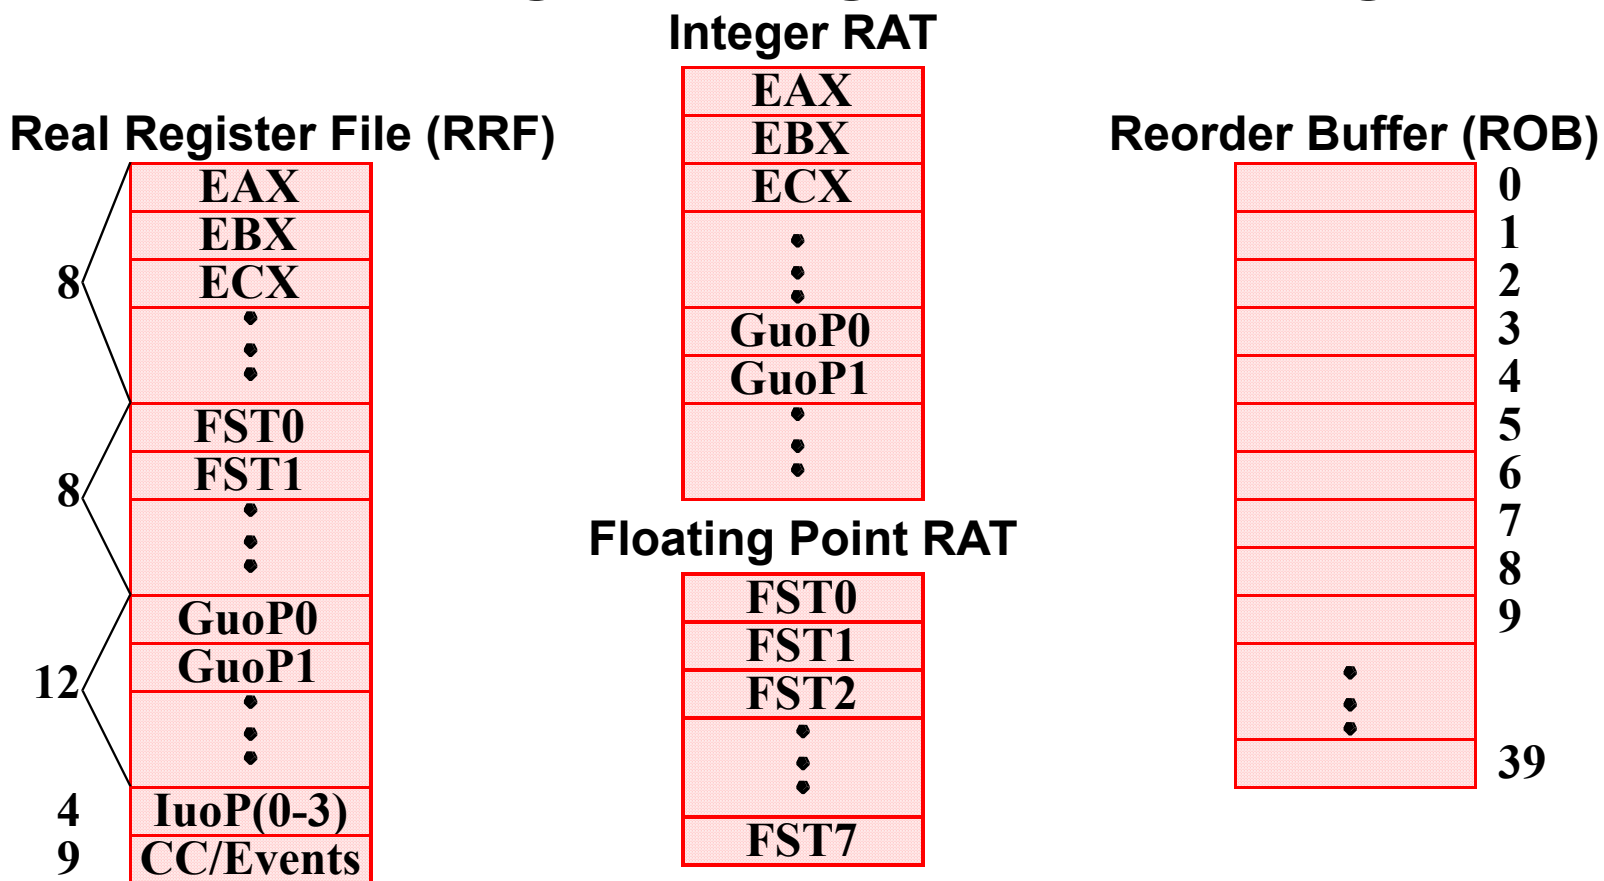 Integer RAT
EAX
EBX
ECX
GuoP0
GuoP1
Real Register File (RRF)
8
EAX
EBX
ECX
8
FST0
FST1
12
GuoP0
GuoP1
4 IuoP(0-3)
9 CC/Events
Floating Point RAT
FST0
FST1
FST2
FST7
Reorder Buffer (ROB)
0
1
2
3
4
5
6
7
8
9
39